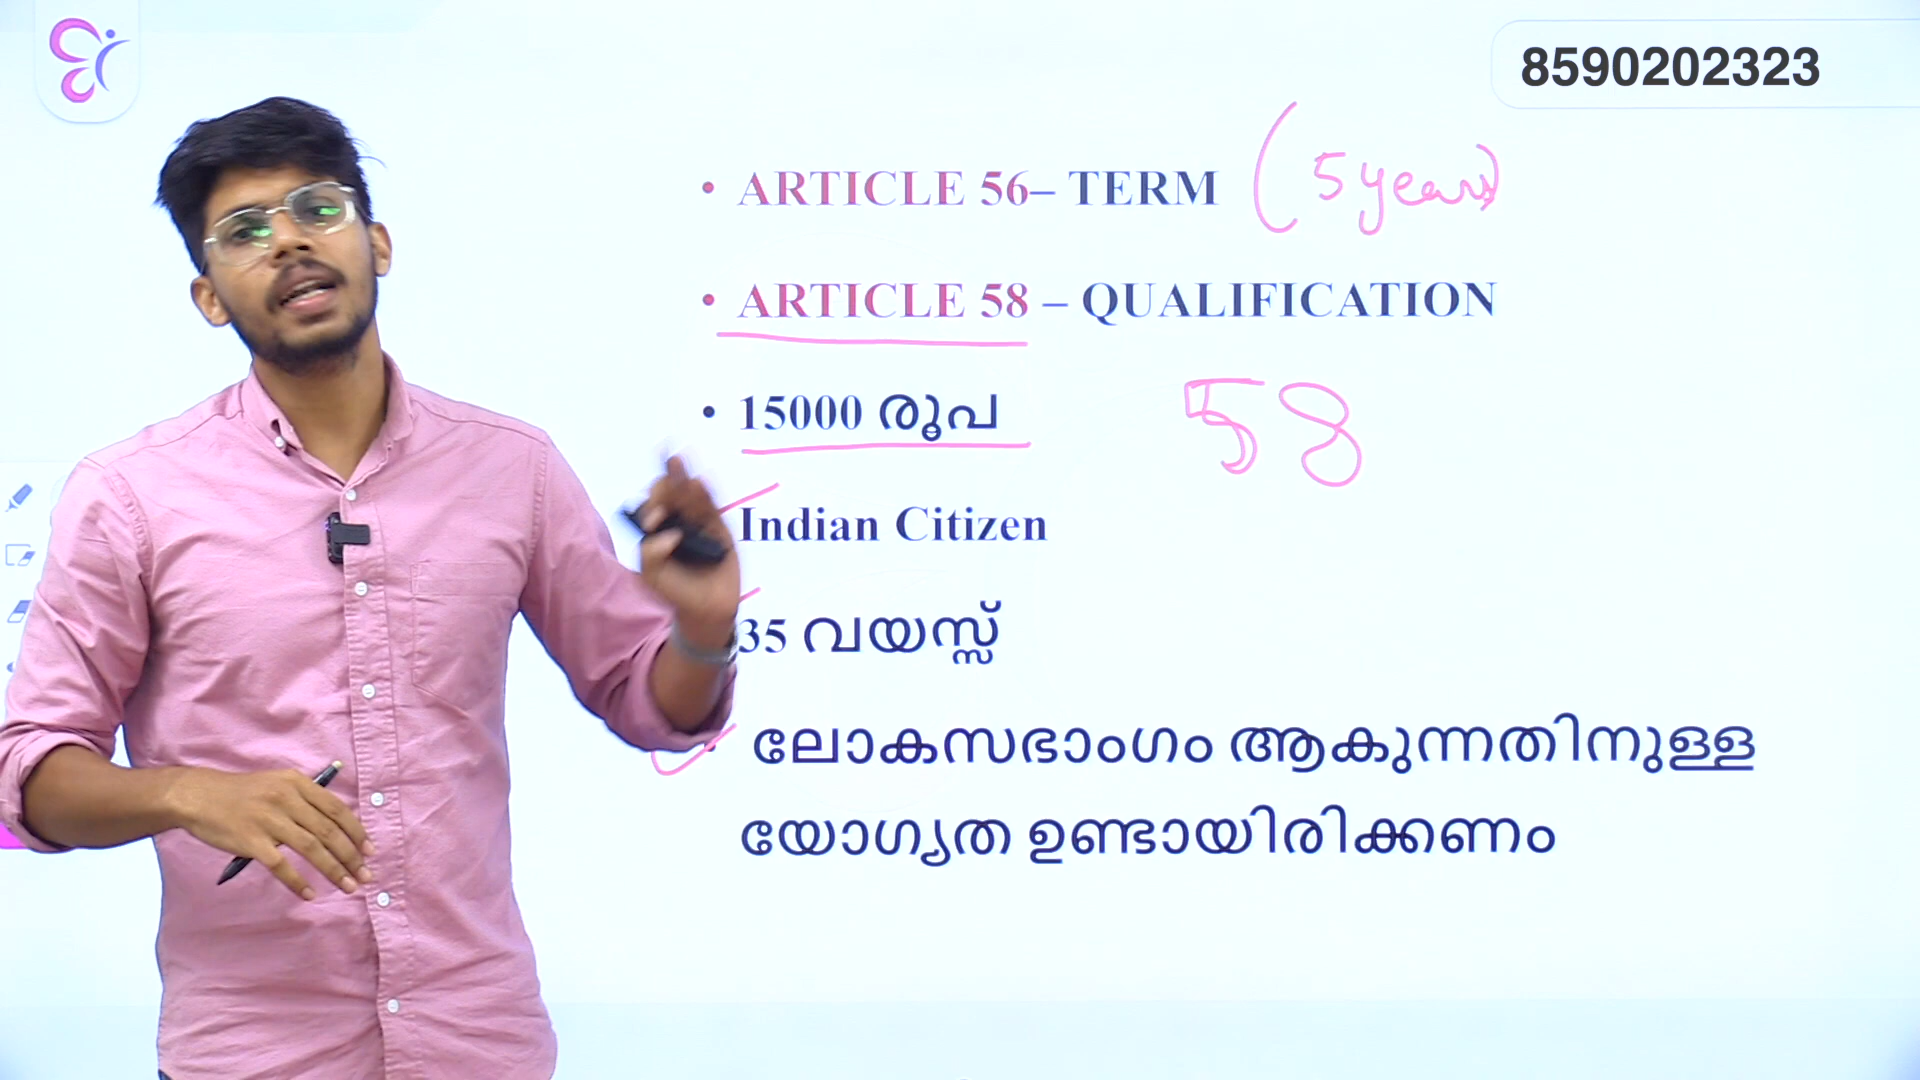 8590202323
• ARTICLE 56– TERM (5 years)
• ARTICLE 58 – QUALIFICATION
• 15000 രൂപ
58
Indian Citizen
35 വയസ്സ്
• ലോകസഭാംഗം ആകുന്നതിനുള്ള
യോഗ്യത ഉണ്ടായിരിക്കണം